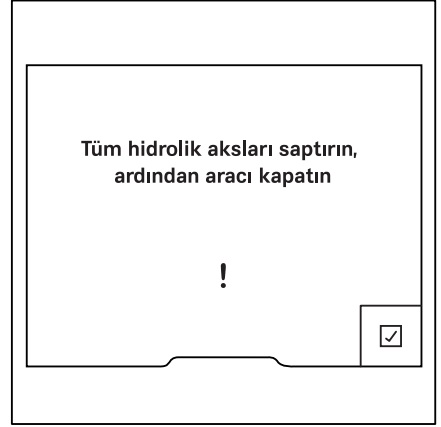 Tüm hidrolik aksları saptırın,
ardından aracı kapatın
!